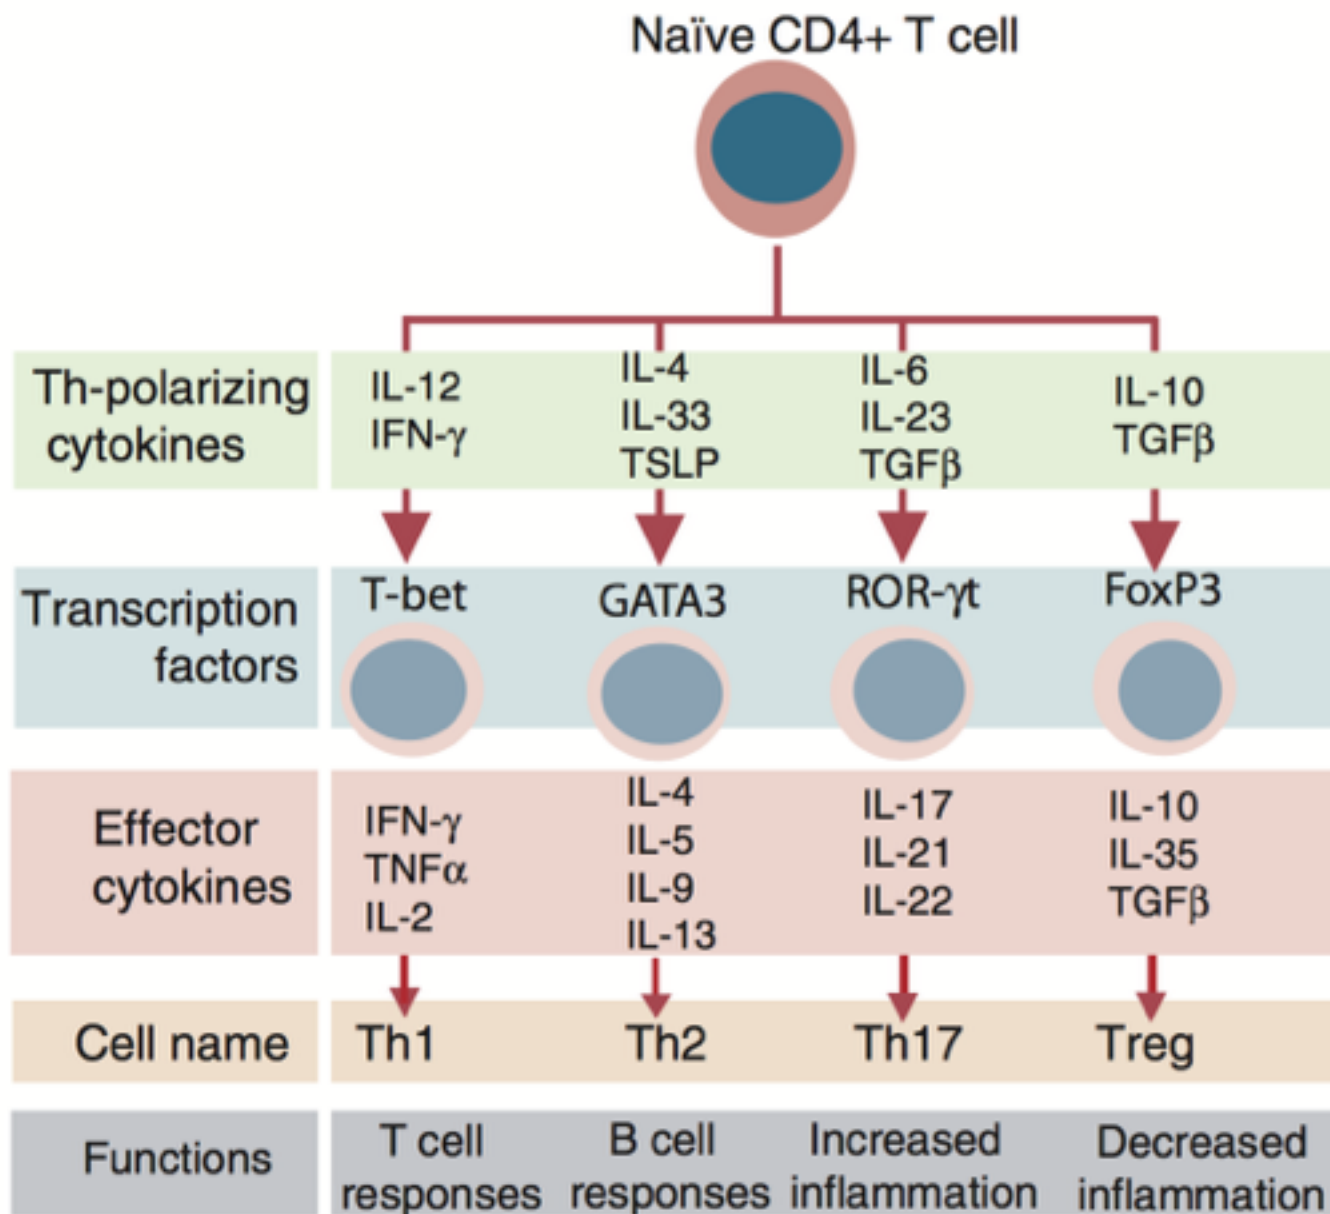 Naïve CD4+ T cell
Th-polarizing
cytokines
IL-12
IFN-γ
IL-4
IL-33
TSLP
IL-6
IL-23
TGFβ
IL-10
TGFβ
Transcription
factors
T-bet
GATA3
ROR-γt
FoxP3
Effector
cytokines
IFN-γ
TNFα
IL-2
IL-4
IL-5
IL-9
IL-13
IL-17
IL-21
IL-22
IL-10
IL-35
TGFβ
Cell name
Th1
Th2
Th17
Treg
Functions
T cell
responses
B cell
responses
Increased
inflammation
Decreased
inflammation